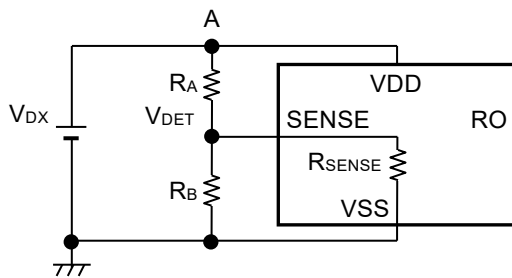 A
RA
VDD
VDX
VDET
SENSE
RO
RSENSE
RB
VSS